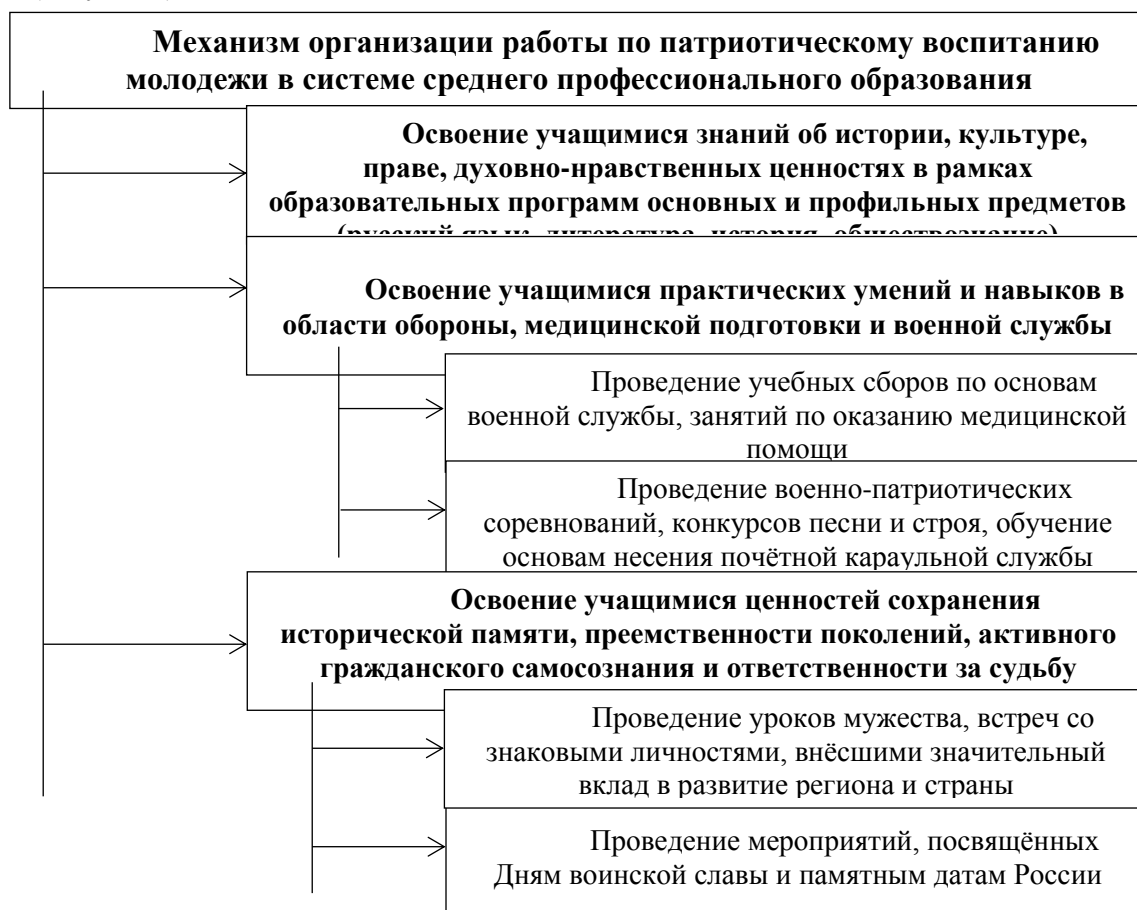 Механизм организации работы по патриотическому воспитанию
молодежи в системе среднего профессионального образования
Освоение учащимися знаний об истории, культуре,
праве, духовно-нравственных ценностях в рамках
образовательных программ основных и профильных предметов
(русский язык, литература, история, обществознание)
Освоение учащимися практических умений и навыков в
области обороны, медицинской подготовки и военной службы
Проведение учебных сборов по основам
военной службы, занятий по оказанию медицинской
помощи
Проведение военно-патриотических
соревнований, конкурсов песни и строя, обучение
основам несения почётной караульной службы
Освоение учащимися ценностей сохранения
исторической памяти, преемственности поколений, активного
гражданского самосознания и ответственности за судьбу
Проведение уроков мужества, встреч со
знаковыми личностями, внёсшими значительный
вклад в развитие региона и страны
Проведение мероприятий, посвящённых
Дням воинской славы и памятным датам России